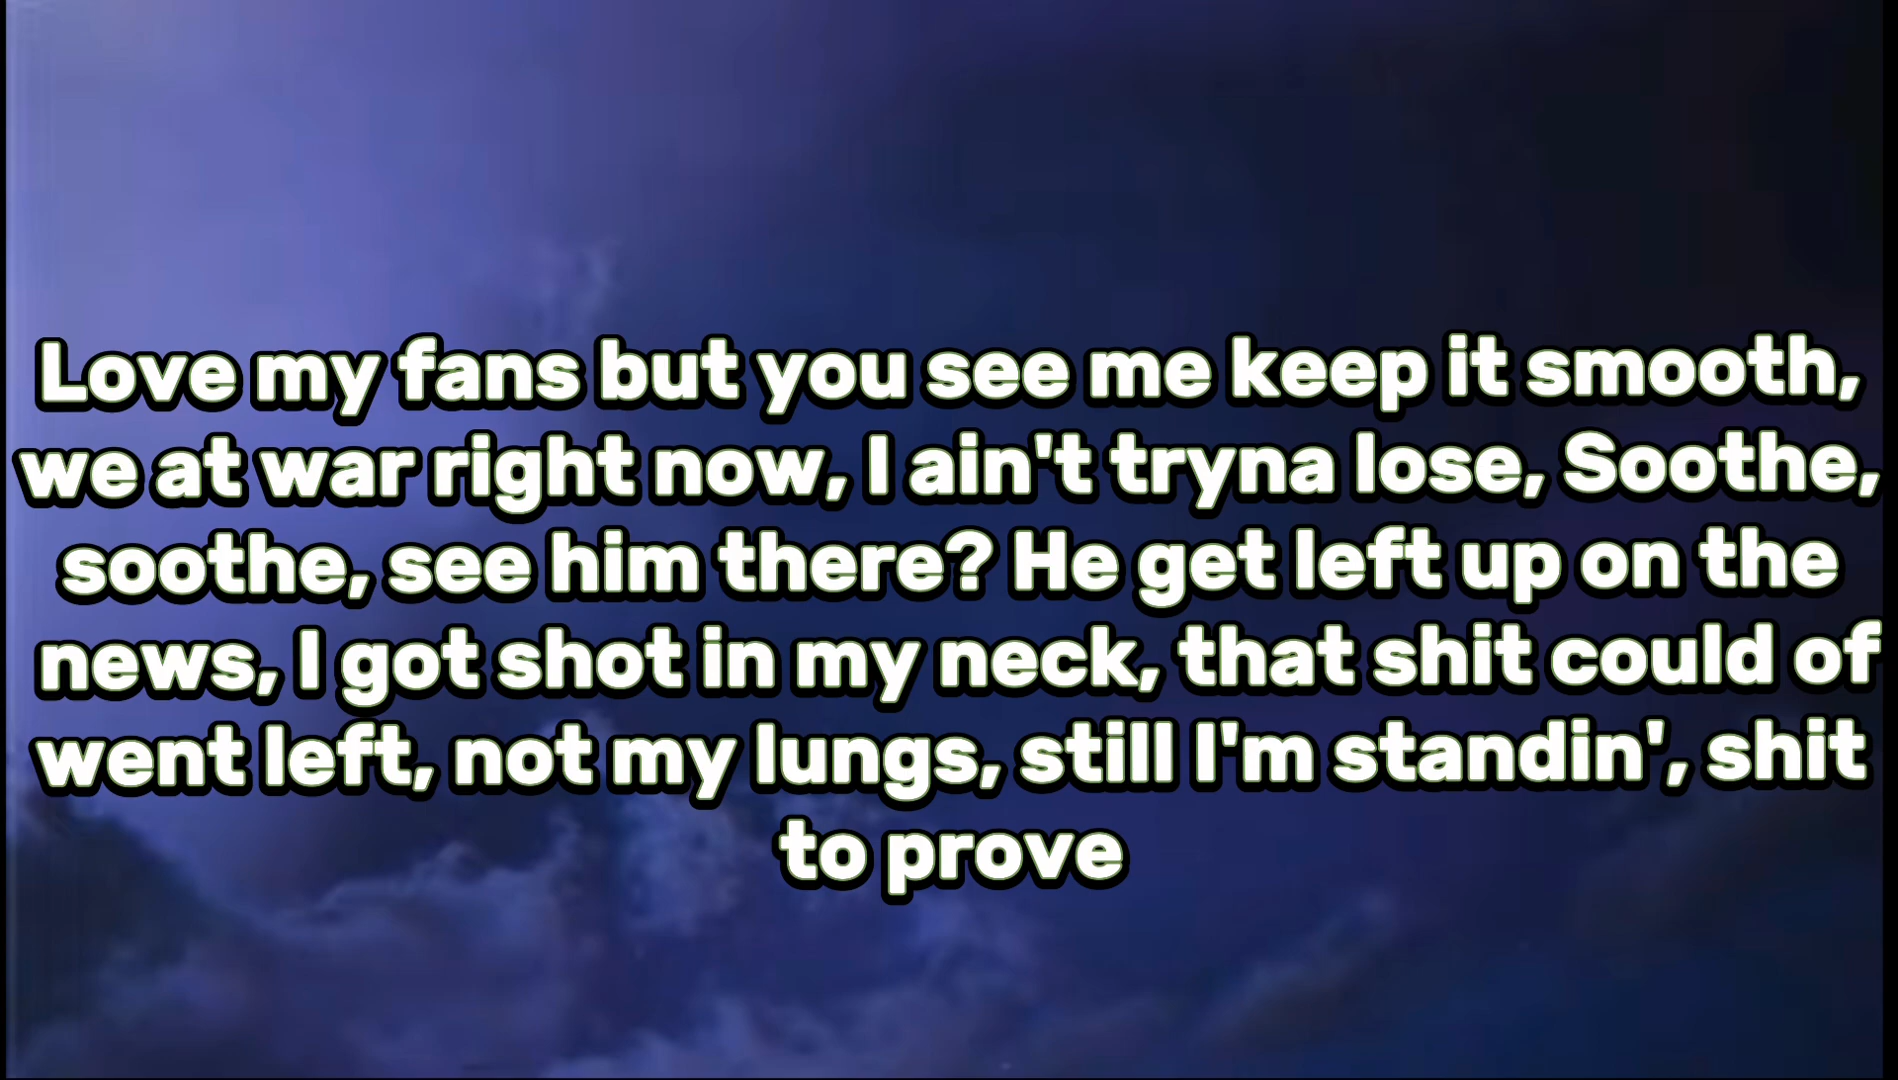 Love my fans but you see me keep it smooth,
we at war right now, I ain't tryna lose, Soothe,
soothe, see him there? He get left up on the
news, I got shot in my neck, that shit could of
went left, not my lungs, still I'm standin', shit
to prove